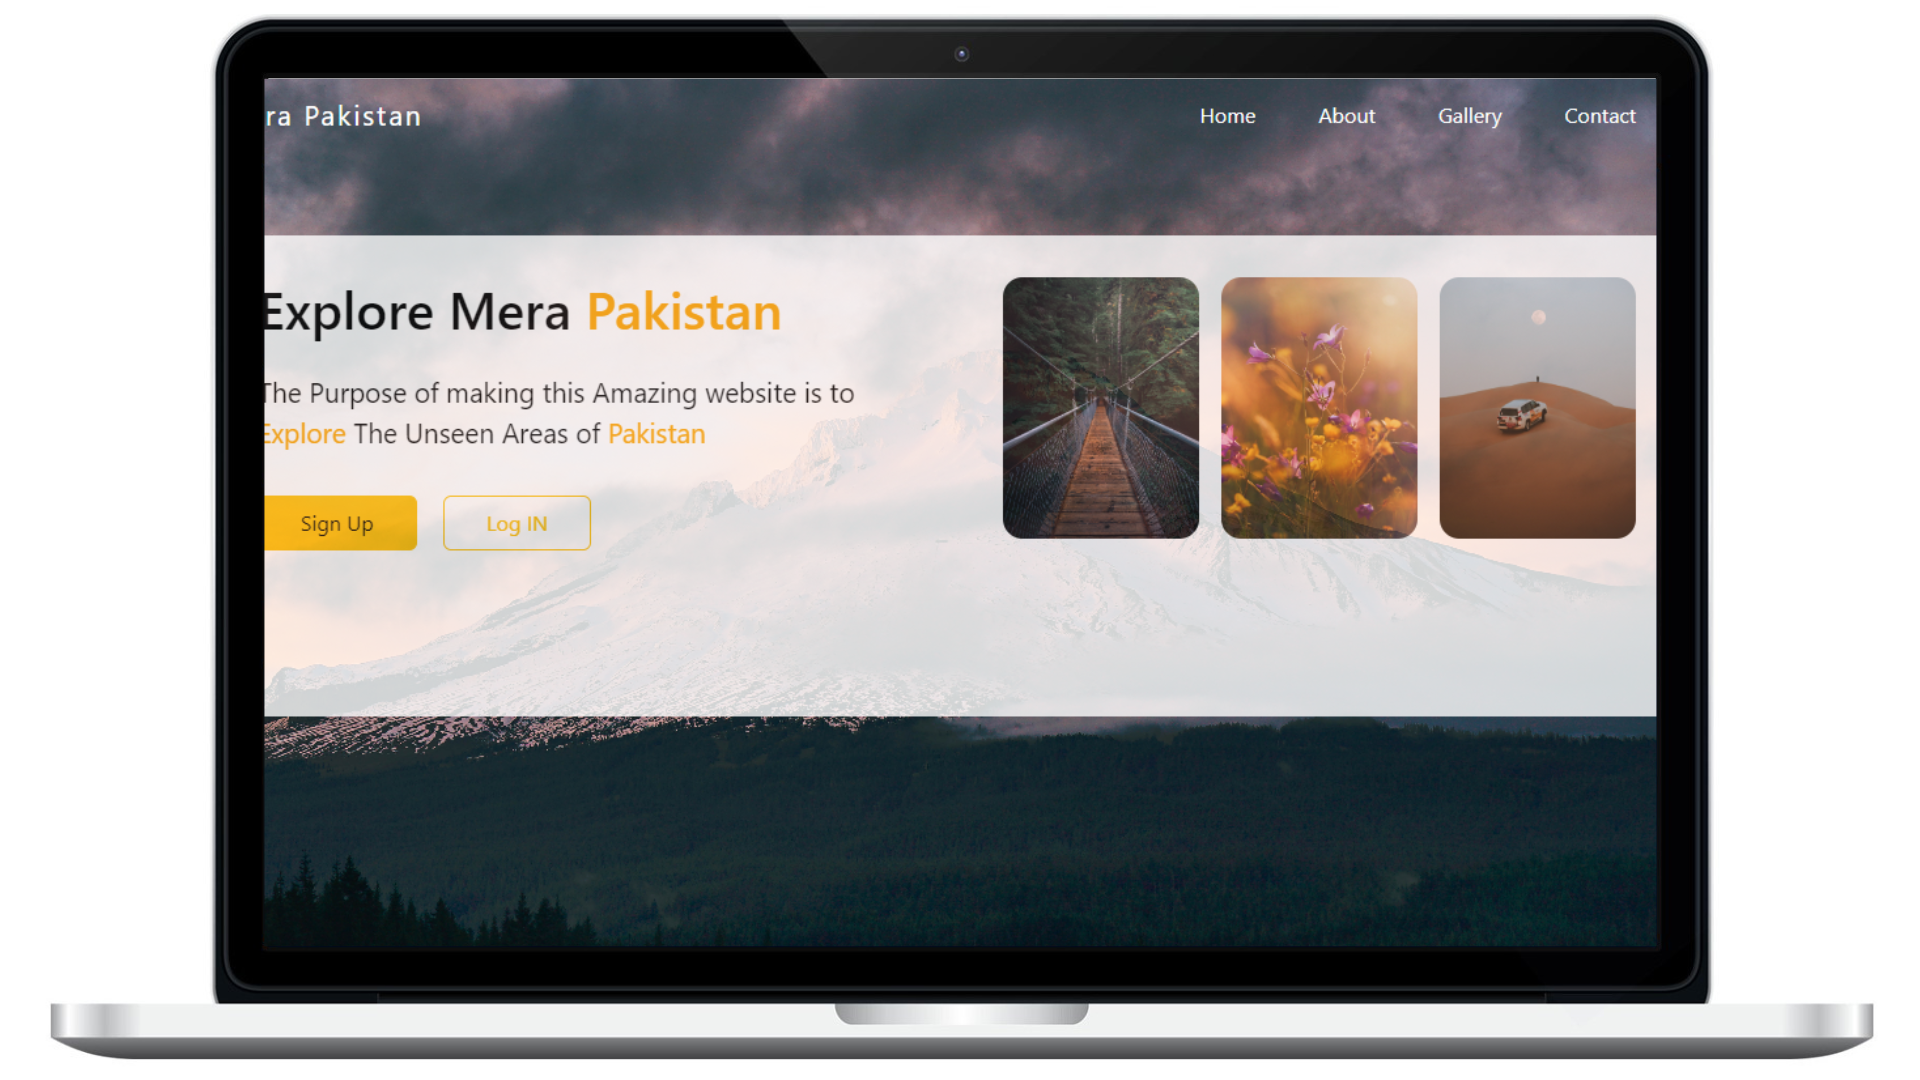 ra Pakistan
Home About Gallery Contact
Explore Mera Pakistan
The Purpose of making this Amazing website is to
Explore The Unseen Areas of Pakistan
Sign Up Log IN